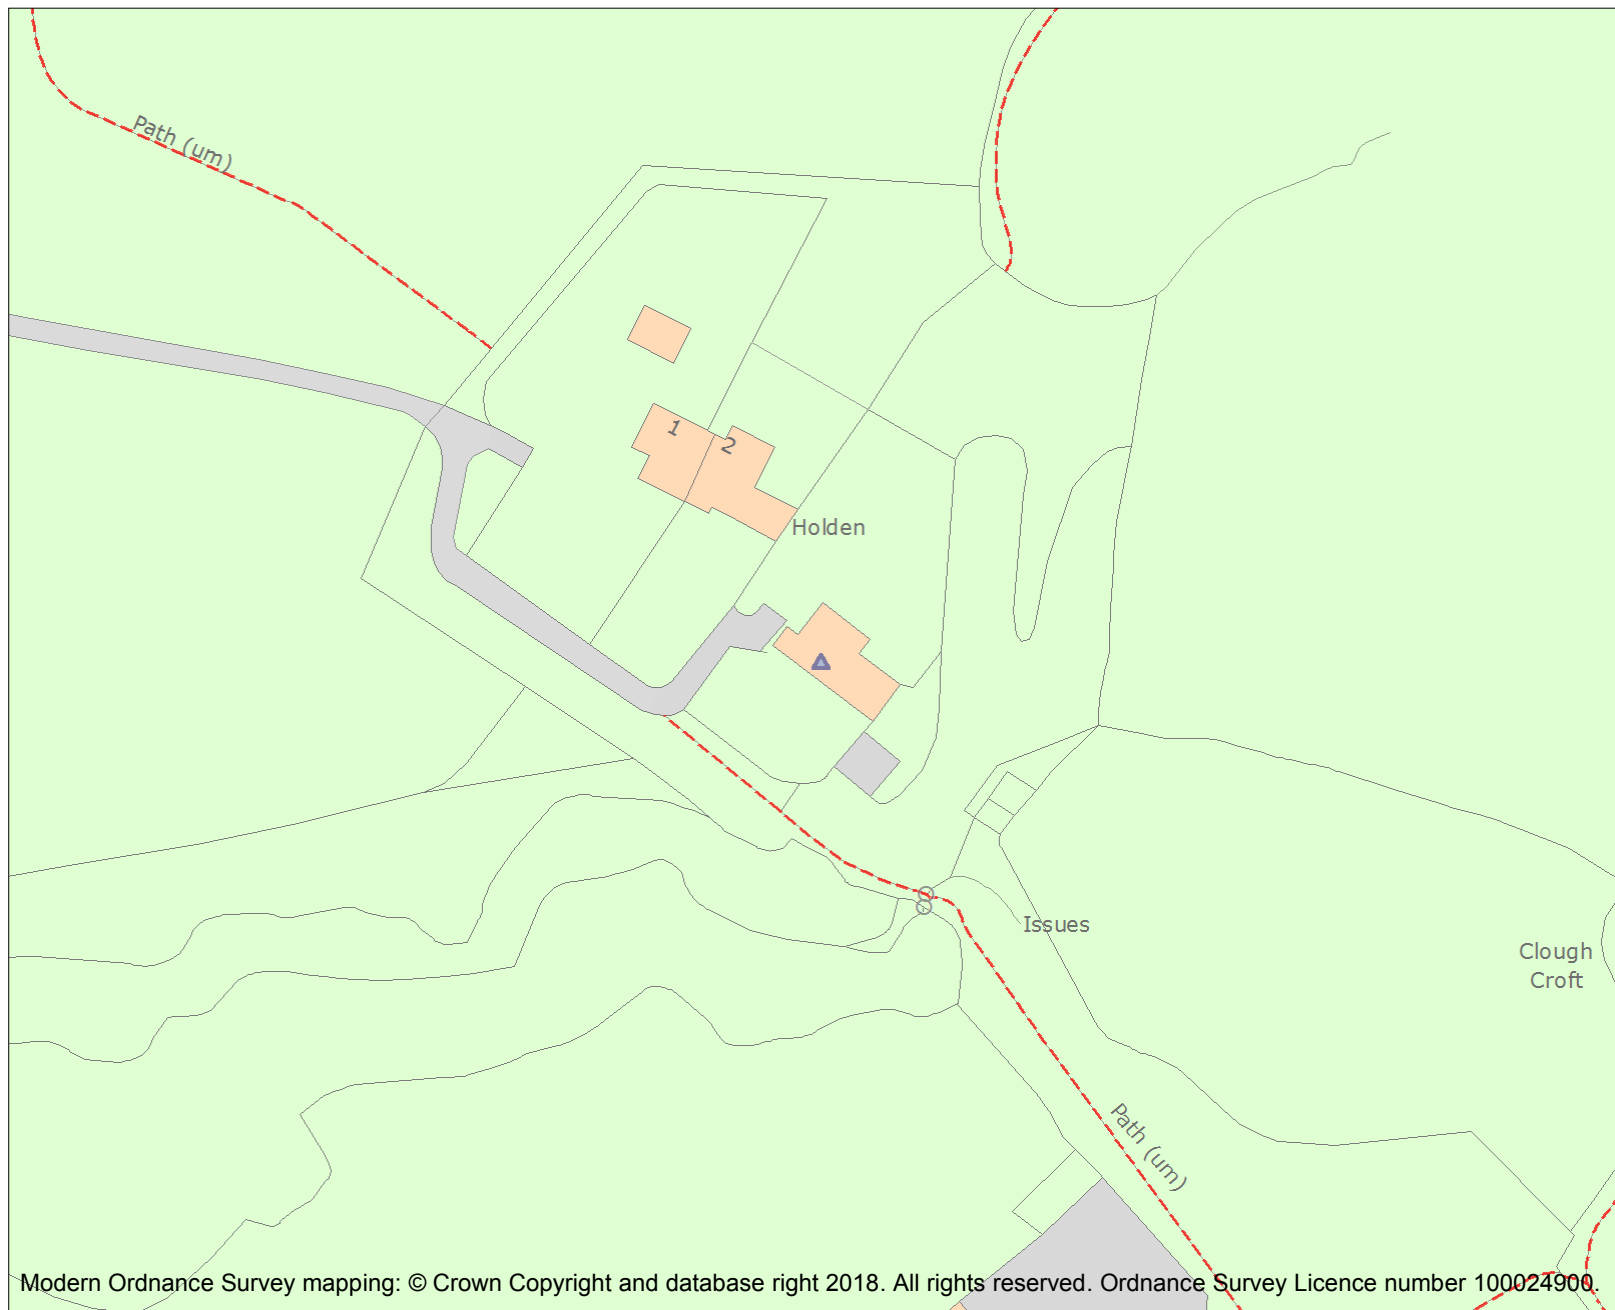 Path (um)
1
2
Holden
Issues
Clough
Croft
Path (um)
Modern Ordnance Survey mapping: © Crown Copyright and database right 2018. All rights reserved. Ordnance Survey Licence number 100024900.